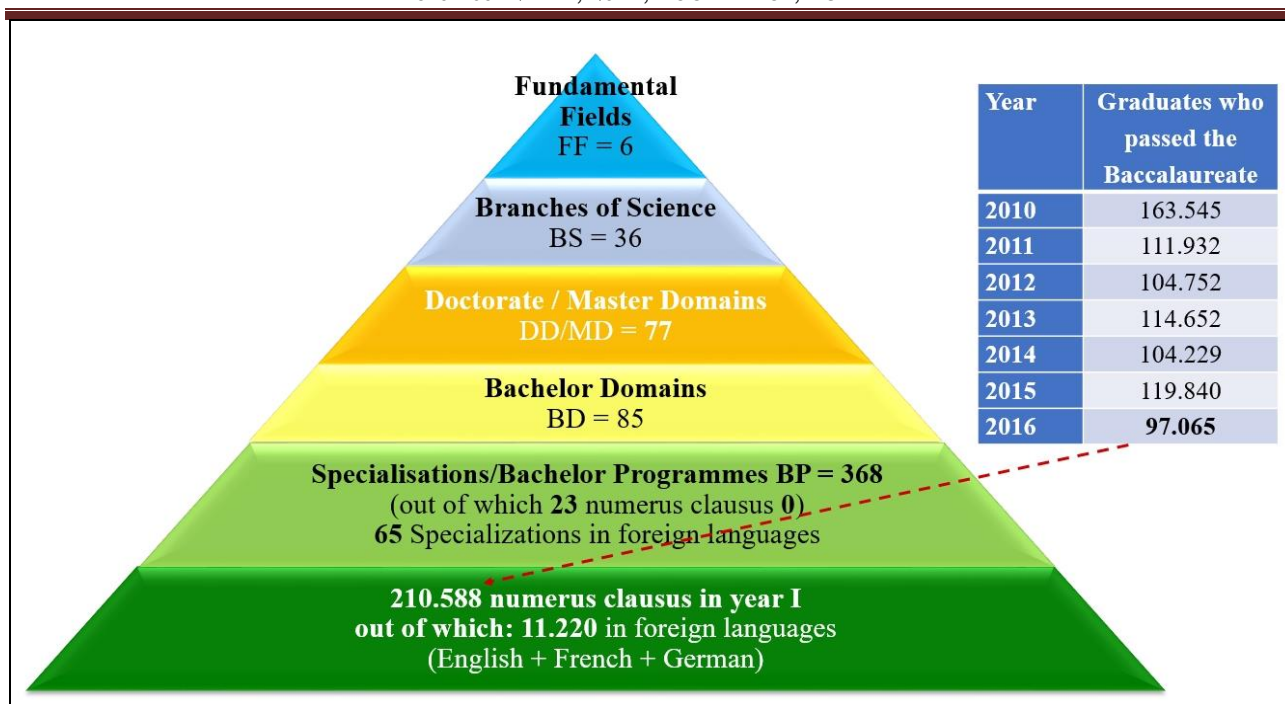 Fundamental
Fields
FF = 6
Branches of Science
BS = 36
Doctorate / Master Domains
DD/MD = 77
Bachelor Domains
BD = 85
Specialisations/Bachelor Programmes BP = 368
(out of which 23 numerus clausus 0)
65 Specializations in foreign languages
210.588 numerus clausus in year I
out of which: 11.220 in foreign languages
(English + French + German)
Year Graduates who
passed the
Baccalaureate
2010 163.545
2011 111.932
2012 104.752
2013 114.652
2014 104.229
2015 119.840
2016 97.065